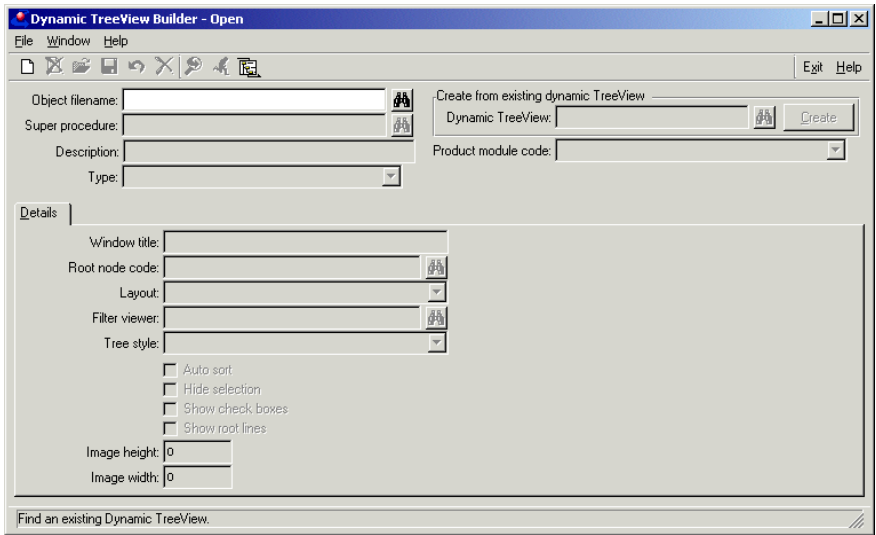 Dynamic TreeView Builder - Open
File Window Help
Exit Help
Object filename:
Create from existing dynamic TreeView
Super procedure:
Dynamic TreeView:
Create
Description:
Product module code:
Type:
Details
Window title:
Root node code:
Layout:
Filter viewer:
Tree style:
Auto sort
Hide selection
Show check boxes
Show root lines
Image height: 0
Image width: 0
Find an existing Dynamic TreeView.